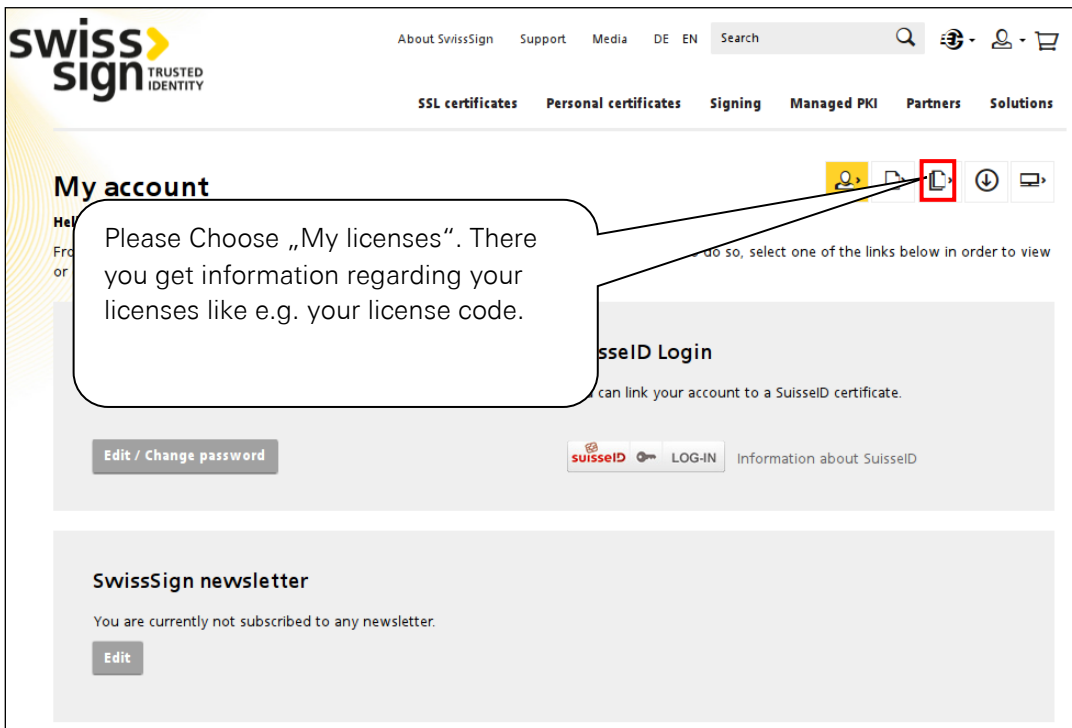 swiss
sign TRUSTED
IDENTITY
About SwissSign Support Media DE EN Search
SSL certificates Personal certificates Signing Managed PKI Partners Solutions
My account
Please Choose „My licenses“. There
you get information regarding your
licenses like e.g. your license code.
do so, select one of the links below in order to view
or
sseID Login
can link your account to a SuisseID certificate.
Edit / Change password
suisseID LOG-IN Information about SuisseID
SwissSign newsletter
You are currently not subscribed to any newsletter.
Edit